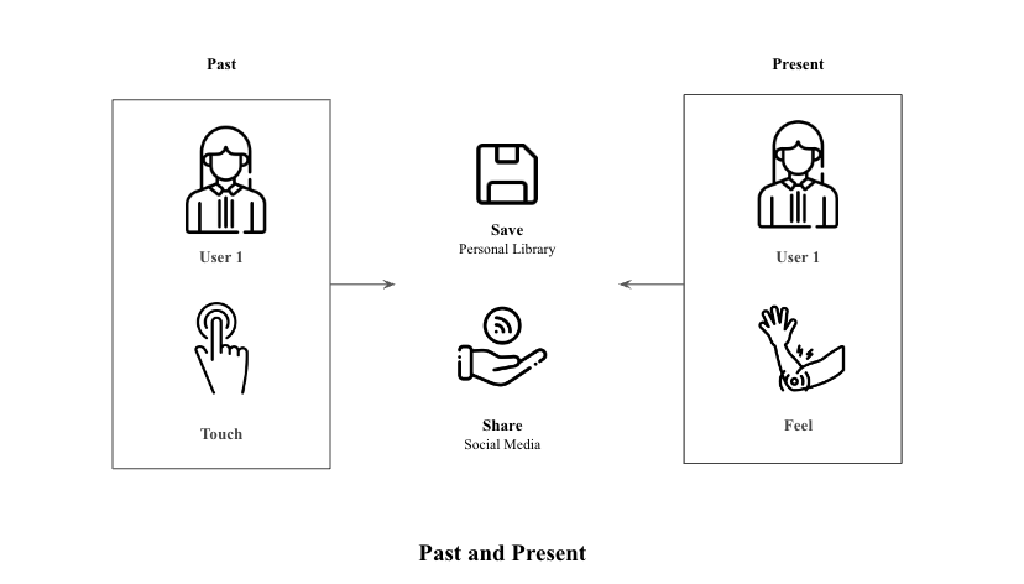 Past
Present
User 1
Touch
Save
Personal Library
Share
Social Media
User 1
Feel
Past and Present